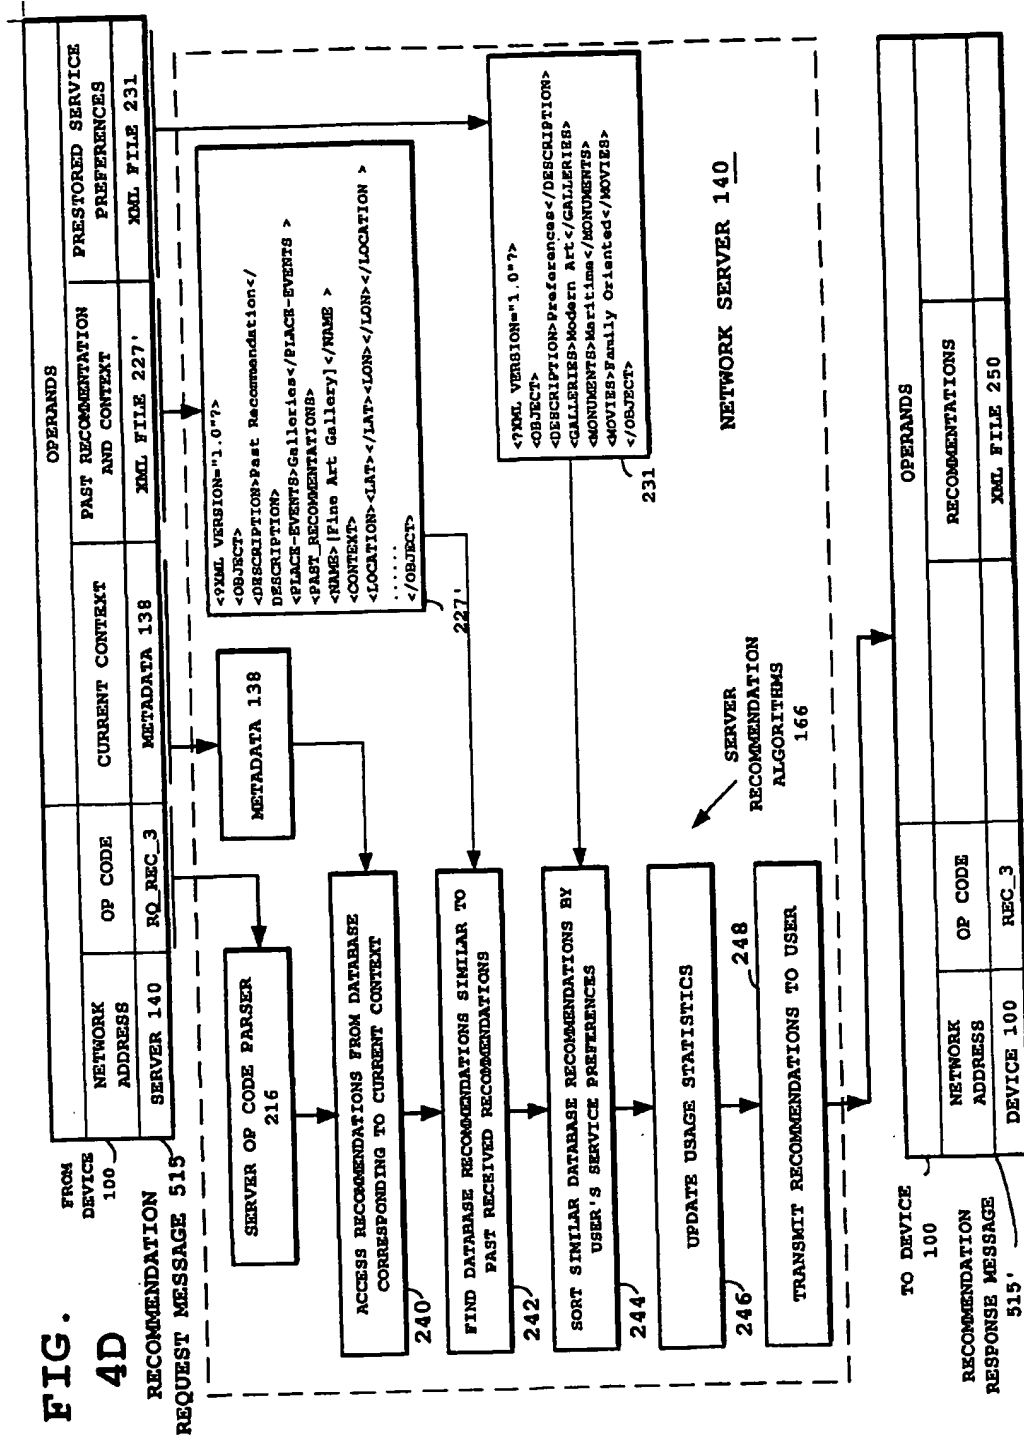 FIG.
4D
RECOMMENDATION
REQUEST MESSAGE 515
FROM
DEVICE
100
NETWORK
ADDRESS
SERVER 140
OP CODE
RQ_REC_3
OPERANDS
CURRENT CONTEXT
METADATA 138
PAST RECOMMENTATION
AND CONTEXT
XML FILE 227'
PRESTORED SERVICE
PREFERENCES
XML FILE 231
SERVER OP CODE PARSER
216
METADATA 138
<?XML VERSION="1.0"?>
<OBJECT>
<DESCRIPTION>Past Recommendation</
DESCRIPTION>
<PLACE-EVENTS>Galleries</PLACE-EVENTS >
<PAST_RECOMMENTATIONS>
<NAME>[Fine Art Gallery]</NAME >
<CONTEXT>
<LOCATION><LAT></LAT><LON></LON></LOCATION >
......
</OBJECT>
227'
<?XML VERSION="1.0"?>
<OBJECT>
<DESCRIPTION>Preferences</DESCRIPTION>
<GALLERIES>Modern Art</GALLERIES>
<MONUMENTS>Maritime</MONUMENTS>
<MOVIES>Family Oriented</MOVIES>
</OBJECT>
231
ACCESS RECOMMENDATIONS FROM DATABASE
CORRESPONDING TO CURRENT CONTEXT
240
FIND DATABASE RECOMMENDATIONS SIMILAR TO
PAST RECEIVED RECOMMENDATIONS
242
SORT SIMILAR DATABASE RECOMMENDATIONS BY
USER'S SERVICE PREFERENCES
244
UPDATE USAGE STATISTICS
246
248
TRANSMIT RECOMMENDATIONS TO USER
SERVER
RECOMMENDATION
ALGORITHMS
166
NETWORK SERVER 140
TO DEVICE
100
RECOMMENDATION
RESPONSE MESSAGE
515'
NETWORK
ADDRESS
DEVICE 100
OP CODE
REC_3
OPERANDS
RECOMMENTATIONS
XML FILE 250